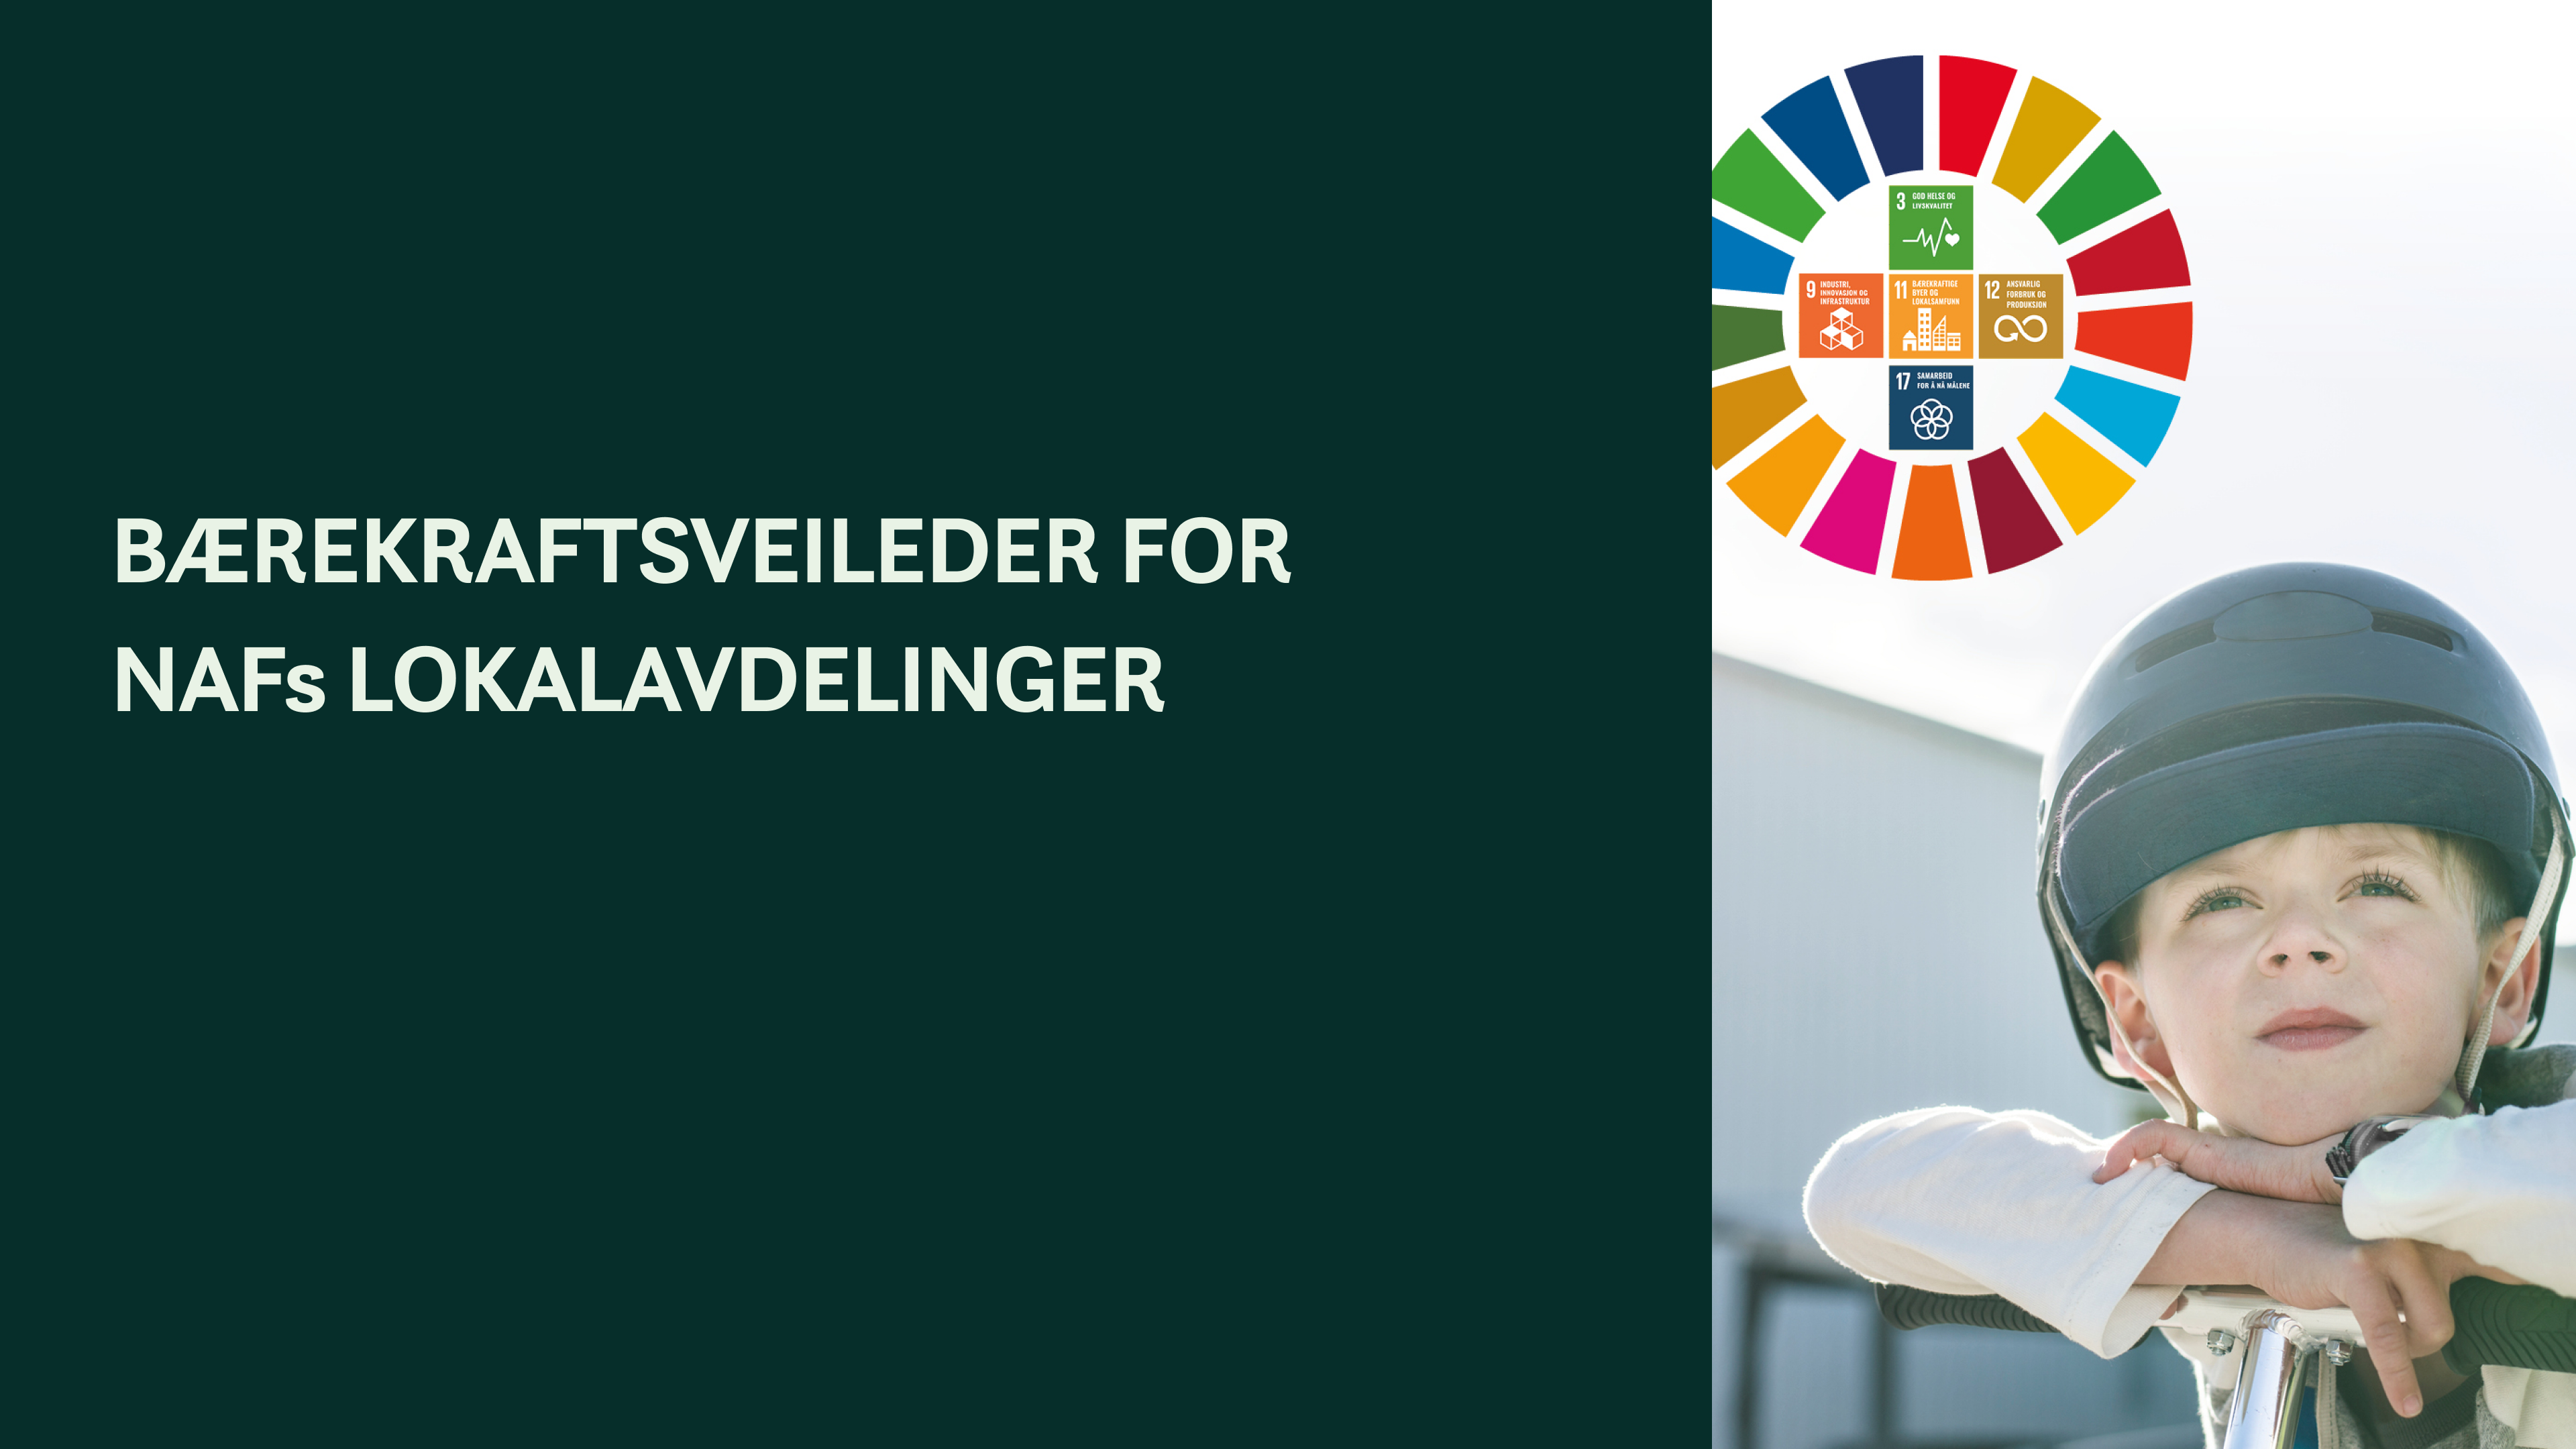 BÆREKRAFTSVEILEDER FOR
NAFs LOKALAVDELINGER
3 GOD HELSE OG
LIVSKVALITET
9 INDUSTRI,
INNOVASJON OG
INFRASTRUKTUR
11 BÆREKRAFTIGE
BYER OG
LOKALSAMFUNN
12 ANSVARLIG
FORBRUK OG
PRODUKSJON
17 SAMARBEID
FOR Å NÅ MÅLENE